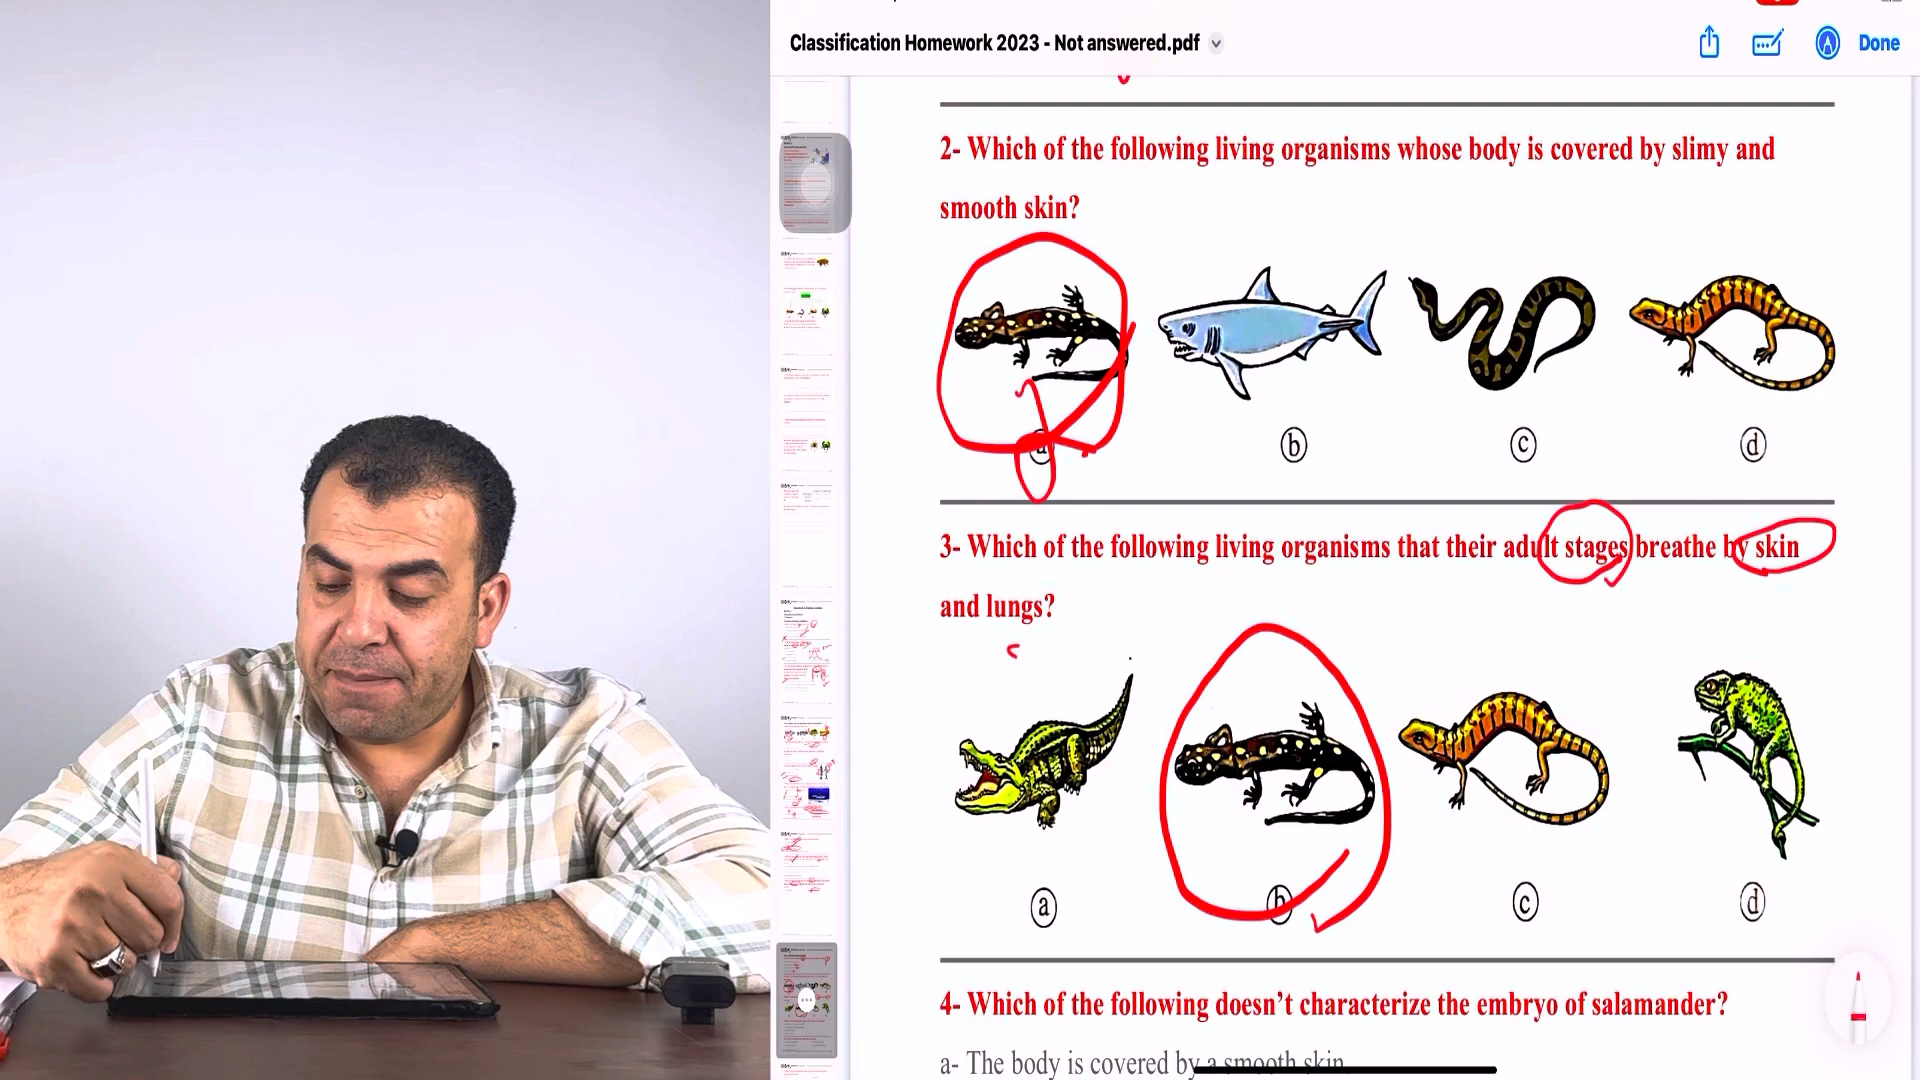 Classification Homework 2023 - Not answered.pdf
Done
2- Which of the following living organisms whose body is covered by slimy and
smooth skin?
a b c d
3- Which of the following living organisms that their adult stages breathe by skin
and lungs?
a b c d
4- Which of the following doesn't characterize the embryo of salamander?
a- The body is covered by a smooth skin